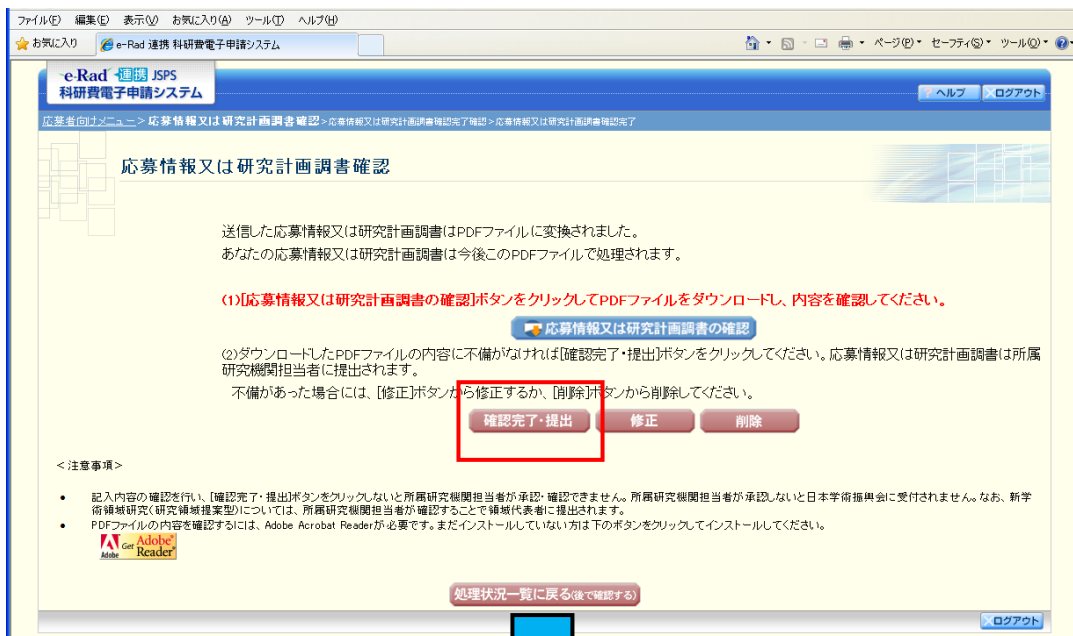 ファイル(F) 編集(E) 表示(V) お気に入り(A) ツール(T) ヘルプ(H)
お気に入り e-Rad 連携 科研費電子申請システム ページ(P) セーフティ(S) ツール(O)
e-Rad 連携 JSPS
科研費電子申請システム
ヘルプ ログアウト
応募者向けメニュー>応募情報又は研究計画調書確認>応募情報又は研究計画調書確認完了確認>応募情報又は研究計画調書確認完了
応募情報又は研究計画調書確認
送信した応募情報又は研究計画調書はPDFファイルに変換されました。
あなたの応募情報又は研究計画調書は今後このPDFファイルで処理されます。
(1)[応募情報又は研究計画調書の確認]ボタンをクリックしてPDFファイルをダウンロードし、内容を確認してください。
応募情報又は研究計画調書の確認
(2)ダウンロードしたPDFファイルの内容に不備がなければ[確認完了・提出]ボタンをクリックしてください。応募情報又は研究計画調書は所属
研究機関担当者に提出されます。
不備があった場合には、[修正]ボタンから修正するか、[削除]ボタンから削除してください。
確認完了・提出 修正 削除
<注意事項>
• 記入内容の確認を行い、[確認完了・提出]ボタンをクリックしないと所属研究機関担当者が承認・確認できません。所属研究機関担当者が承認しないと日本学術振興会に受付されません。なお、新学
術領域研究(研究領域提案型)については、所属研究機関担当者が確認することで領域代表者に提出されます。
• PDFファイルの内容を確認するには、Adobe Acrobat Readerが必要です。まだインストールしていない方は下のボタンをクリックしてインストールしてください。
Adobe Get Adobe® Reader®
処理状況一覧に戻る(後で確認する)
ログアウト